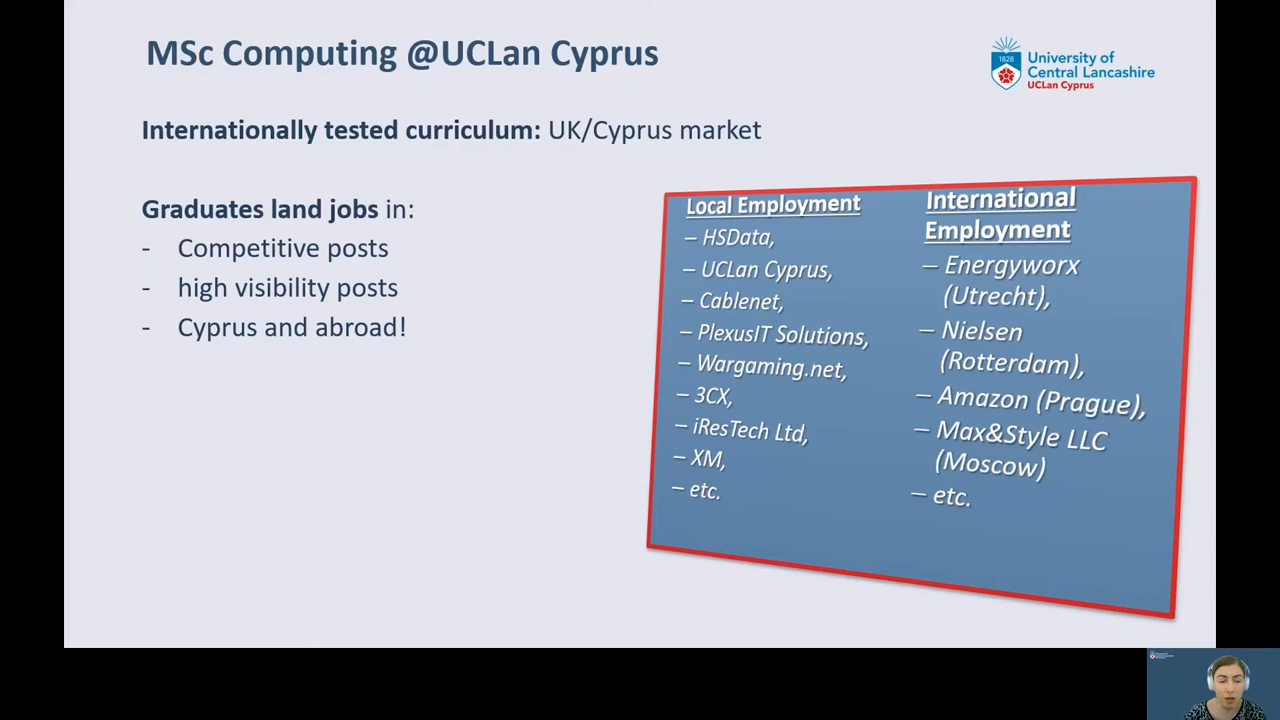 MSc Computing @UCLan Cyprus
1828
University of
Central Lancashire
UCLan Cyprus
Internationally tested curriculum: UK/Cyprus market
Graduates land jobs in:
- Competitive posts
- high visibility posts
- Cyprus and abroad!
Local Employment
– HSData,
– UCLan Cyprus,
– Cablenet,
– PlexusIT Solutions,
– Wargaming.net,
– 3CX,
– iResTech Ltd,
– XM,
– etc.
International
Employment
– Energyworx
(Utrecht),
– Nielsen
(Rotterdam),
– Amazon (Prague),
– Max&Style LLC
(Moscow)
– etc.